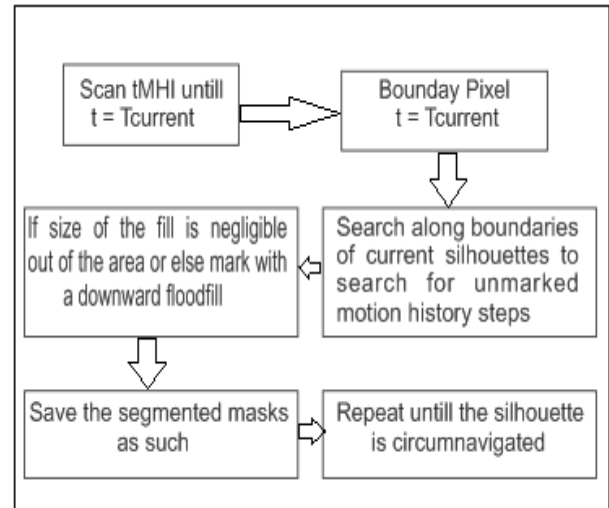 Scan tMHI untill
t = Tcurrent
Bounday Pixel
t = Tcurrent
Search along boundaries
of current silhouettes to
search for unmarked
motion history steps
If size of the fill is negligible
out of the area or else mark with
a downward floodfill
Save the segmented masks
as such
Repeat untill the silhouette
is circumnavigated